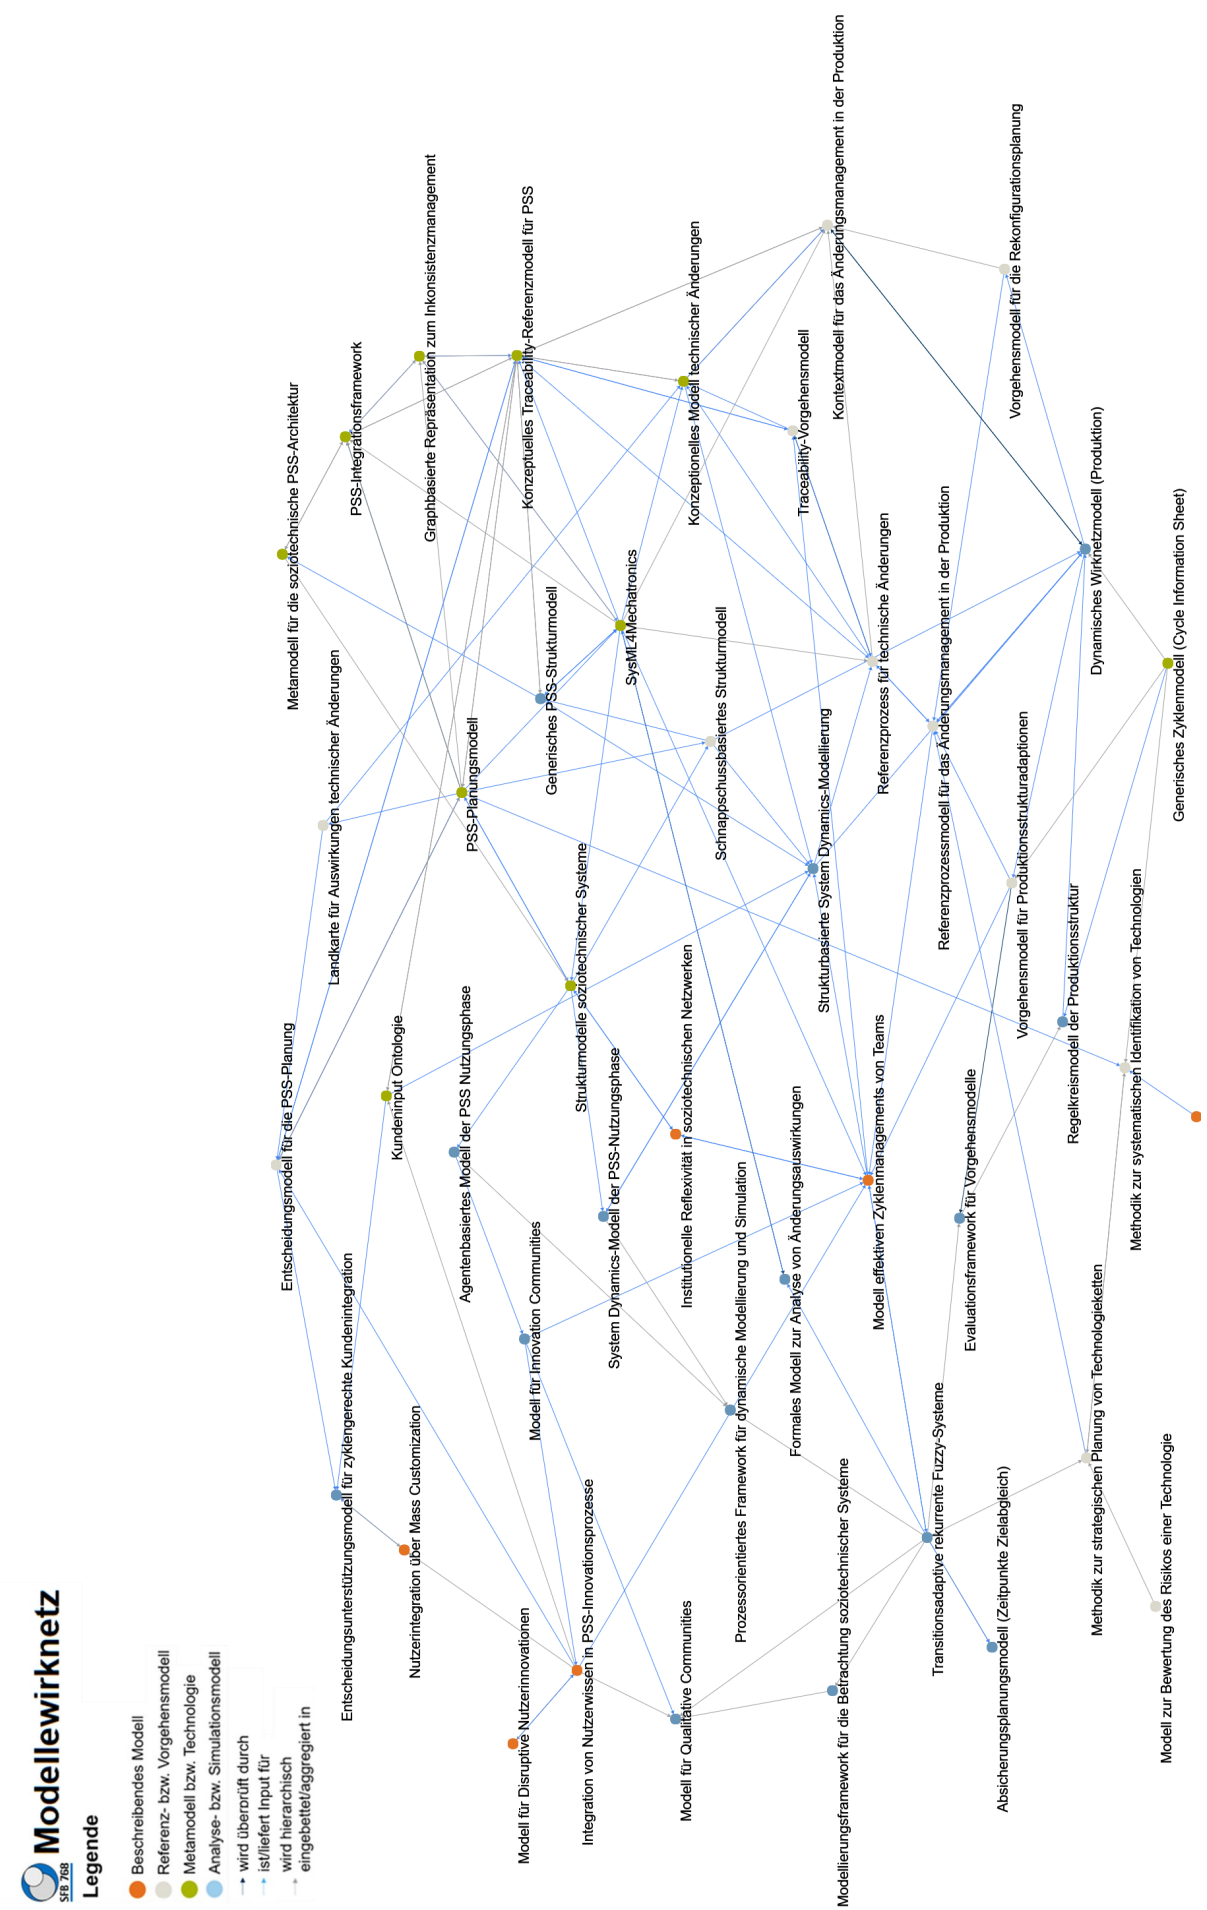 Modellewirknetz
SFB 768
Legende
Beschreibendes Modell
Referenz- bzw. Vorgehensmodell
Metamodell bzw. Technologie
Analyse- bzw. Simulationsmodell
wird überprüft durch
ist/liefert Input für
wird hierarchisch
eingebettet/aggregiert in
Entscheidungsmodell für die PSS-Planung
Metamodell für die soziotechnische PSS-Architektur
Landkarte für Auswirkungen technischer Änderungen
Entscheidungsunterstützungsmodell für zyklengerechte Kundenintegration
PSS-Integrationsframework
Kundeninput Ontologie
Nutzerintegration über Mass Customization
Graphbasierte Repräsentation zum Inkonsistenzmanagement
Agentenbasiertes Modell der PSS Nutzungsphase
PSS-Planungsmodell
Modell für Disruptive Nutzerinnovationen
Konzeptuelles Traceability-Referenzmodell für PSS
Modell für Innovation Communities
Generisches PSS-Strukturmodell
Strukturmodelle soziotechnischer Systeme
Integration von Nutzerwissen in PSS-Innovationsprozesse
System Dynamics-Modell der PSS-Nutzungsphase
SysML4Mechatronics
Institutionelle Reflexivität in soziotechnischen Netzwerken
Modell für Qualitative Communities
Konzeptionelles Modell technischer Änderungen
Schnappschussbasiertes Strukturmodell
Prozessorientiertes Framework für dynamische Modellierung und Simulation
Formales Modell zur Analyse von Änderungsauswirkungen
Traceability-Vorgehensmodell
Strukturbasierte System Dynamics-Modellierung
Kontextmodell für das Änderungsmanagement in der Produktion
Modellierungsframework für die Betrachtung soziotechnischer Systeme
Modell effektiven Zyklenmanagements von Teams
Referenzprozess für technische Änderungen
Transitionsadaptive rekurrente Fuzzy-Systeme
Referenzprozessmodell für das Änderungsmanagement in der Produktion
Evaluationsframework für Vorgehensmodelle
Absicherungsplanungsmodell (Zeitpunkte Zielabgleich)
Vorgehensmodell für die Rekonfigurationsplanung
Vorgehensmodell für Produktionsstrukturadaptionen
Regelkreismodell der Produktionsstruktur
Dynamisches Wirknetzmodell (Produktion)
Methodik zur strategischen Planung von Technologieketten
Methodik zur systematischen Identifikation von Technologien
Modell zur Bewertung des Risikos einer Technologie
Generisches Zyklenmodell (Cycle Information Sheet)